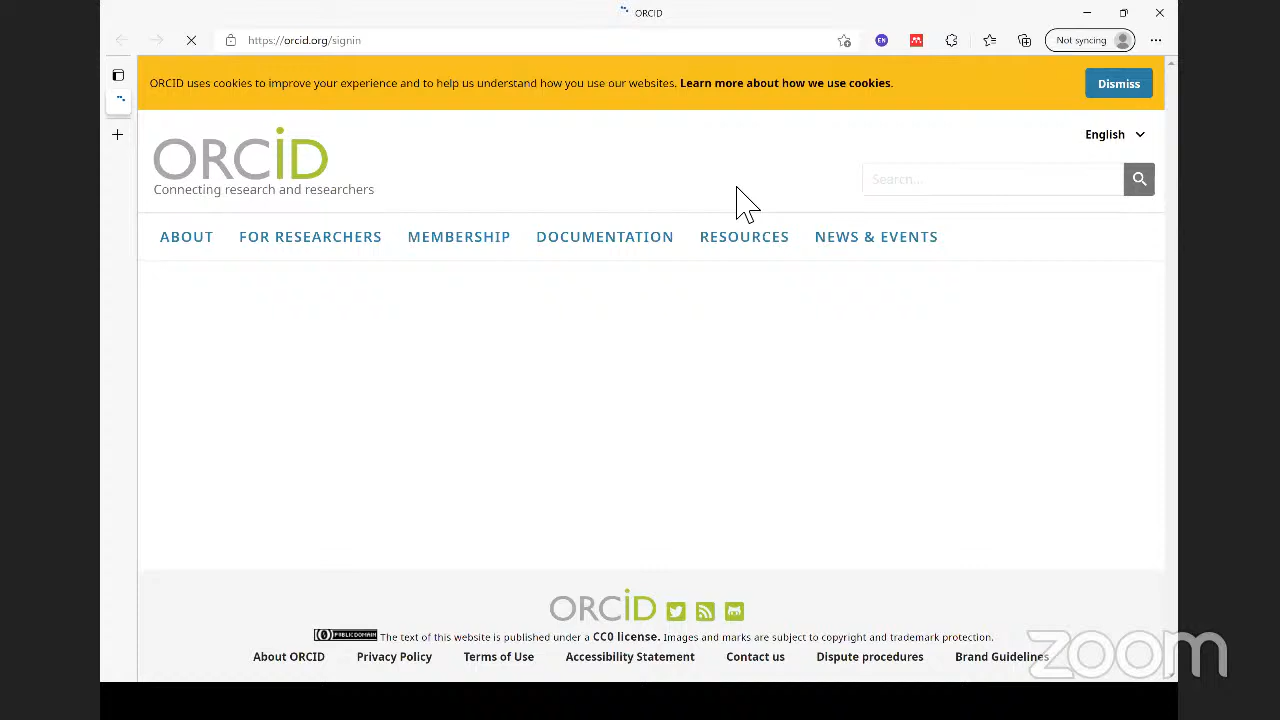 ORCID
https://orcid.org/signin
EN
Not syncing
ORCID uses cookies to improve your experience and to help us understand how you use our websites. Learn more about how we use cookies.
Dismiss
English
ORCiD
Connecting research and researchers
Search...
ABOUT FOR RESEARCHERS MEMBERSHIP DOCUMENTATION RESOURCES NEWS & EVENTS
ORCiD
PUBLIC DOMAIN The text of this website is published under a CC0 license. Images and marks are subject to copyright and trademark protection.
About ORCID Privacy Policy Terms of Use Accessibility Statement Contact us Dispute procedures Brand Guidelines
zoom